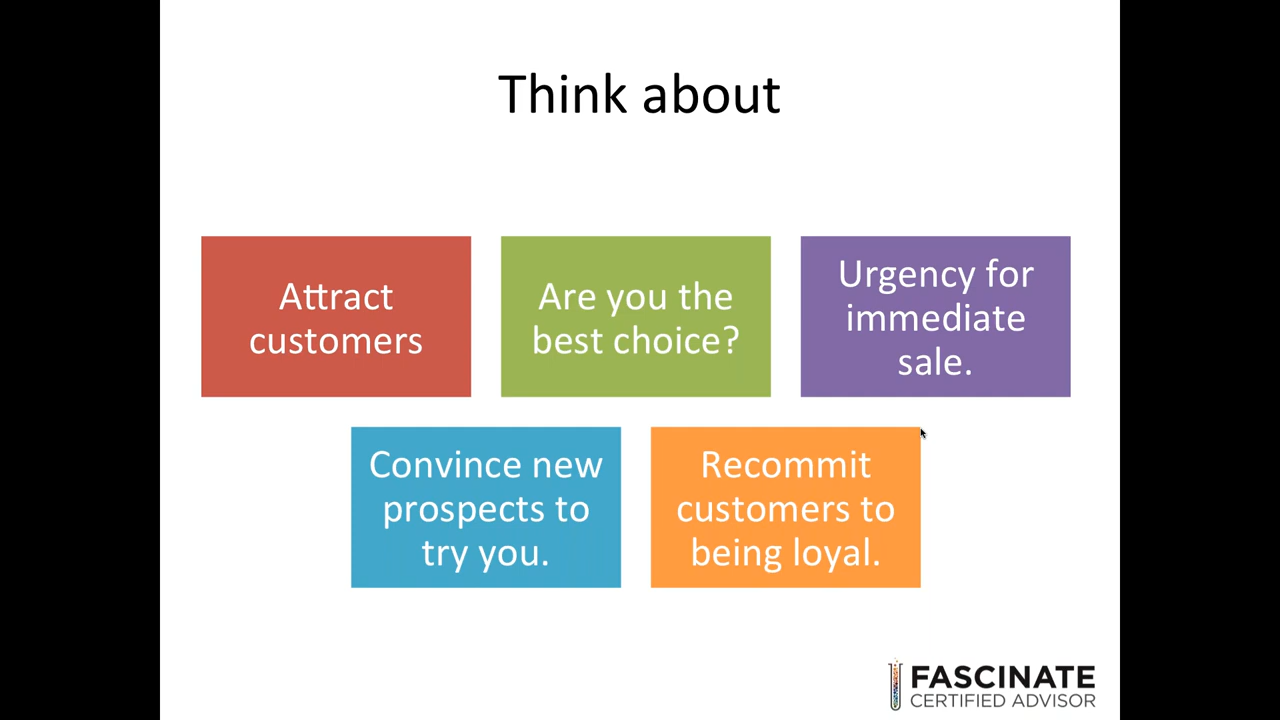 Think about
Attract
customers
Are you the
best choice?
Urgency for
immediate
sale.
Convince new
prospects to
try you.
Recommit
customers to
being loyal.
FASCINATE
CERTIFIED ADVISOR